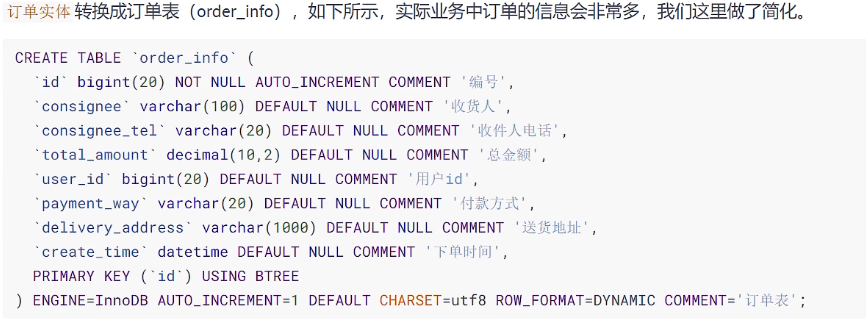 订单实体 转换成订单表（order_info），如下所示，实际业务中订单的信息会非常多，我们这里做了简化。
CREATE TABLE `order_info` (
  `id` bigint(20) NOT NULL AUTO_INCREMENT COMMENT '编号',
  `consignee` varchar(100) DEFAULT NULL COMMENT '收货人',
  `consignee_tel` varchar(20) DEFAULT NULL COMMENT '收件人电话',
  `total_amount` decimal(10,2) DEFAULT NULL COMMENT '总金额',
  `user_id` bigint(20) DEFAULT NULL COMMENT '用户id',
  `payment_way` varchar(20) DEFAULT NULL COMMENT '付款方式',
  `delivery_address` varchar(1000) DEFAULT NULL COMMENT '送货地址',
  `create_time` datetime DEFAULT NULL COMMENT '下单时间',
  PRIMARY KEY (`id`) USING BTREE
) ENGINE=InnoDB AUTO_INCREMENT=1 DEFAULT CHARSET=utf8 ROW_FORMAT=DYNAMIC COMMENT='订单表';